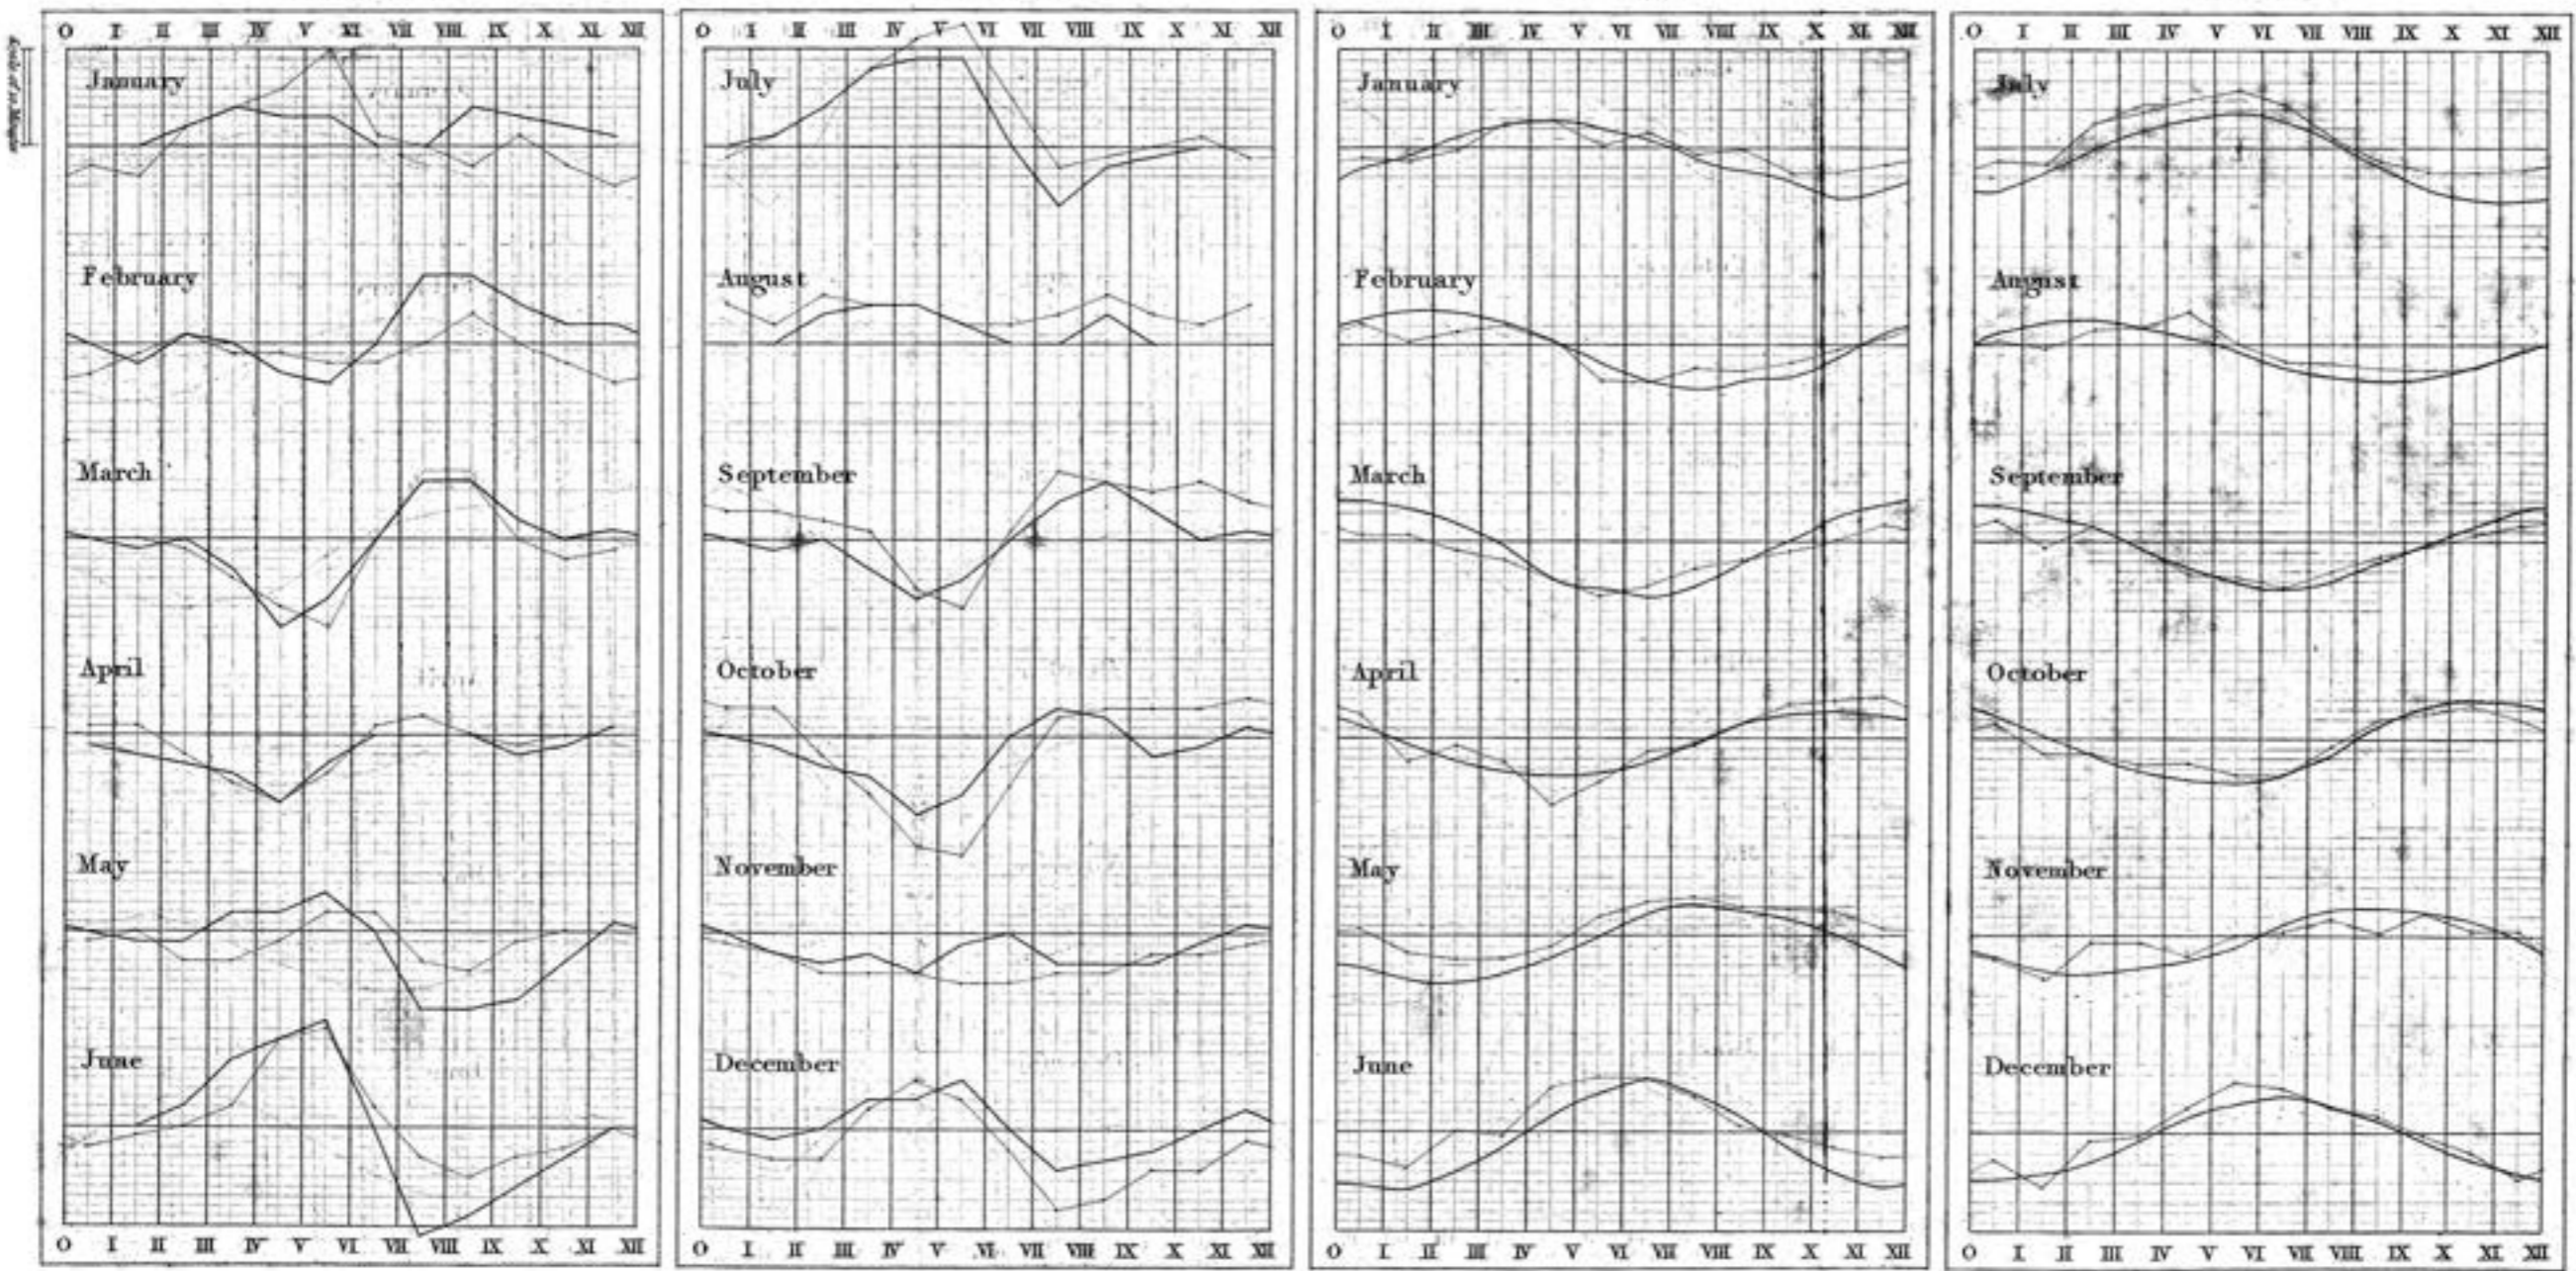 O I II III IV V XI VII VIII IX X XI XII
January
February
March
April
May
June
O I II III IV V VI VII VIII IX X XI XII
O I II III IV V VI VII VIII IX X XI XII
July
August
September
October
November
December
O I II III IV V VI VII VIII IX X XI XII
O I II III IV V VI VII VIII IX X XI XII
January
February
March
April
May
June
O I II III IV V VI VII VIII IX X XI XII
O I II III IV V VI VII VIII IX X XI XII
July
August
September
October
November
December
O I II III IV V VI VII VIII IX X XI XII